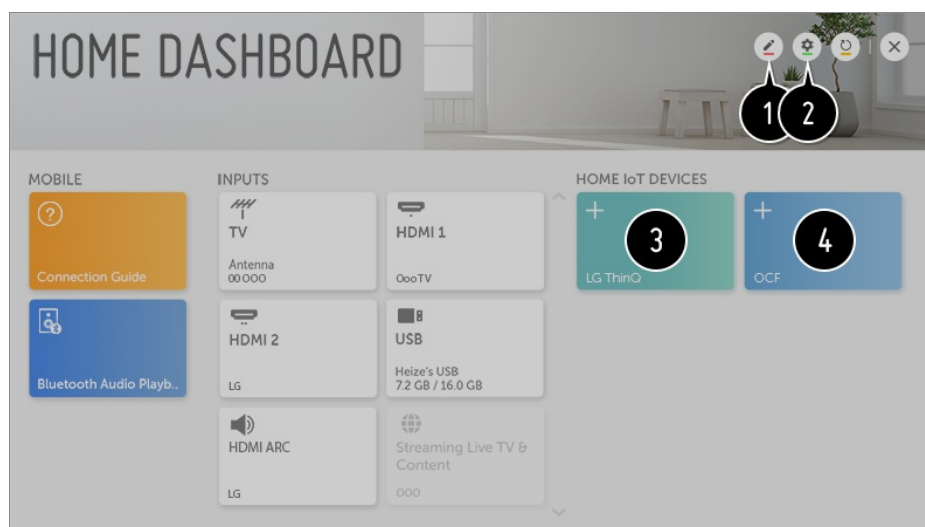 HOME DASHBOARD
1
2
MOBILE
INPUTS
HOME IoT DEVICES
Connection Guide
TV
Antenna
00 000
HDMI 1
OooTV
3
LG ThinQ
4
OCF
Bluetooth Audio Playb..
HDMI 2
LG
USB
Heize's USB
7.2 GB / 16.0 GB
HDMI ARC
LG
Streaming Live TV &
Content
000